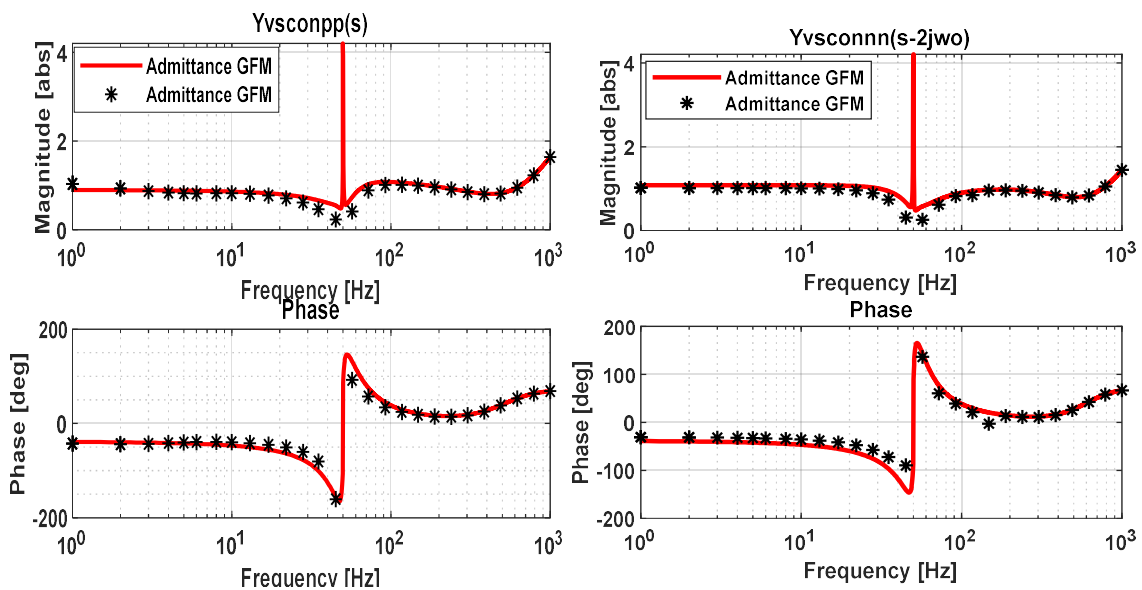 Yvsconpp(s)
Admittance GFM
Admittance GFM
Magnitude [abs]
4
2
0
10^0
10^1
10^2
10^3
Frequency [Hz]
Phase
Phase [deg]
200
100
0
-100
-200
10^0
10^1
10^2
10^3
Frequency [Hz]
Yvsconnn(s-2jwo)
Admittance GFM
Admittance GFM
Magnitude [abs]
4
2
0
10^0
10^1
10^2
10^3
Frequency [Hz]
Phase
Phase [deg]
200
100
0
-100
-200
10^0
10^1
10^2
10^3
Frequency [Hz]